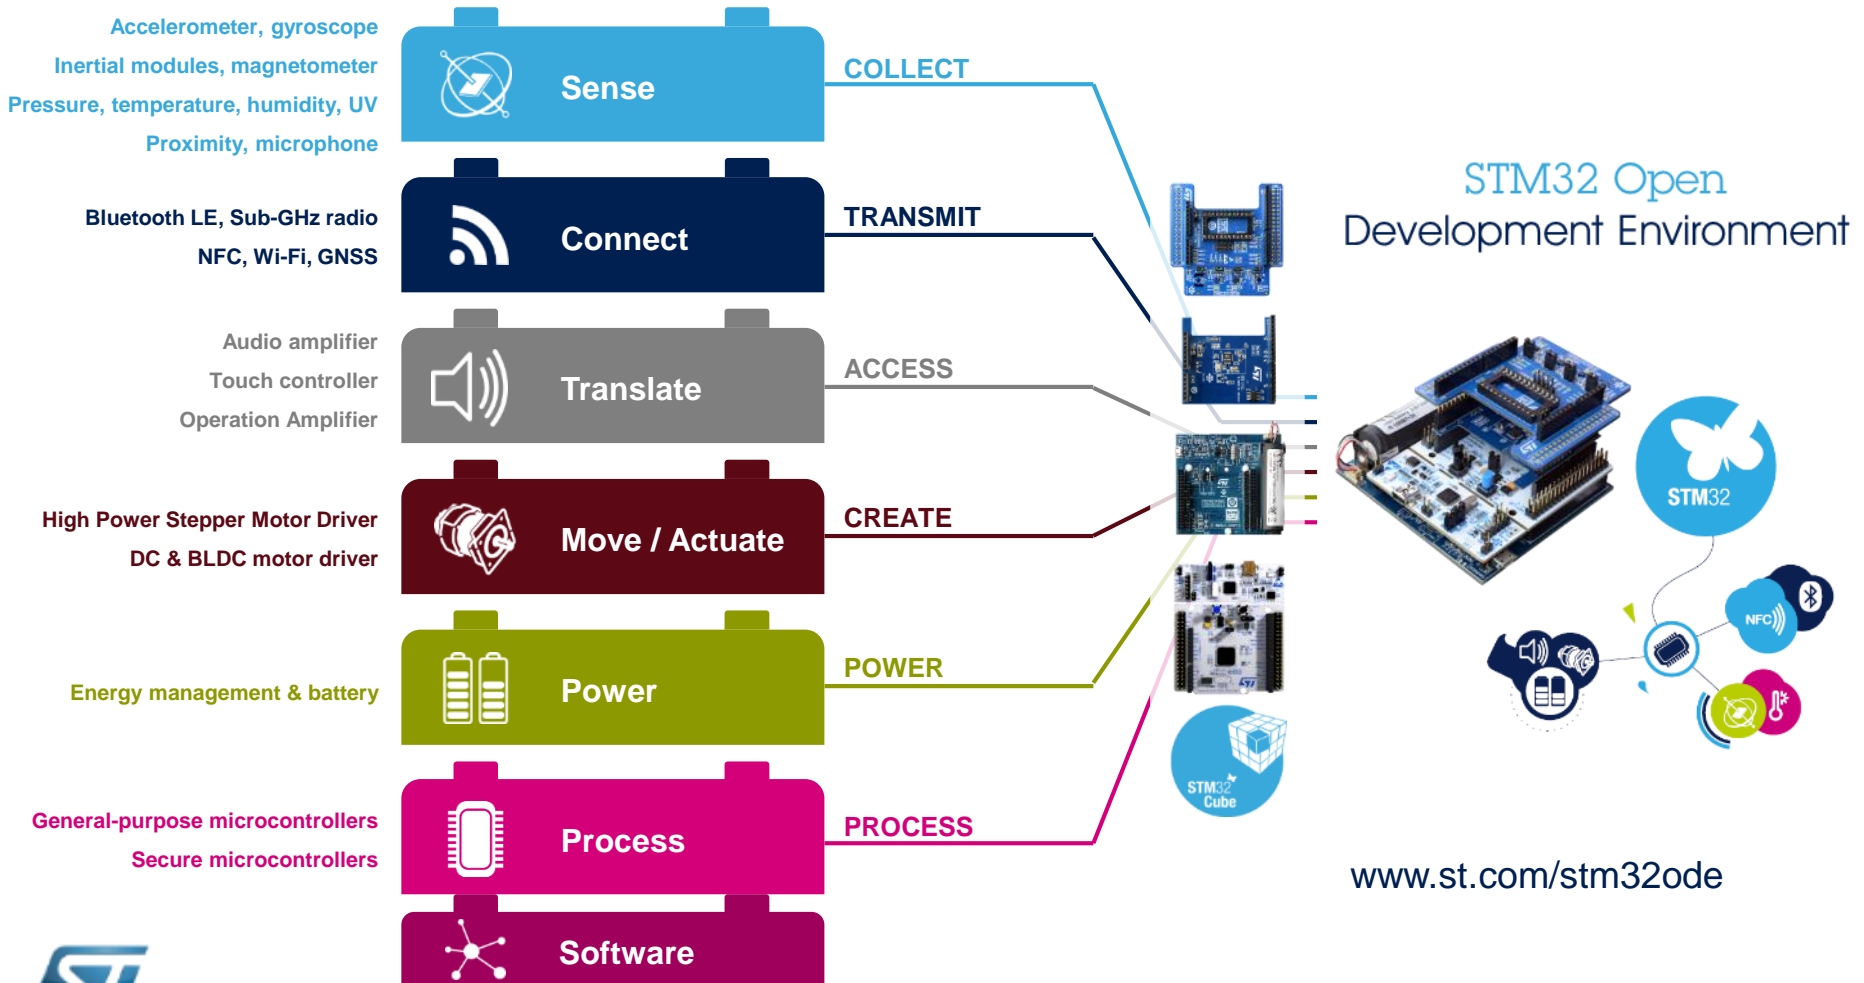 Accelerometer, gyroscope
Inertial modules, magnetometer
Pressure, temperature, humidity, UV
Proximity, microphone
Sense
COLLECT
Bluetooth LE, Sub-GHz radio
NFC, Wi-Fi, GNSS
Connect
TRANSMIT
Audio amplifier
Touch controller
Operation Amplifier
Translate
ACCESS
High Power Stepper Motor Driver
DC & BLDC motor driver
Move / Actuate
CREATE
Energy management & battery
Power
POWER
General-purpose microcontrollers
Secure microcontrollers
Process
PROCESS
Software
STM32
Cube
STM32 Open
Development Environment
STM32
NFC
www.st.com/stm32ode
ST